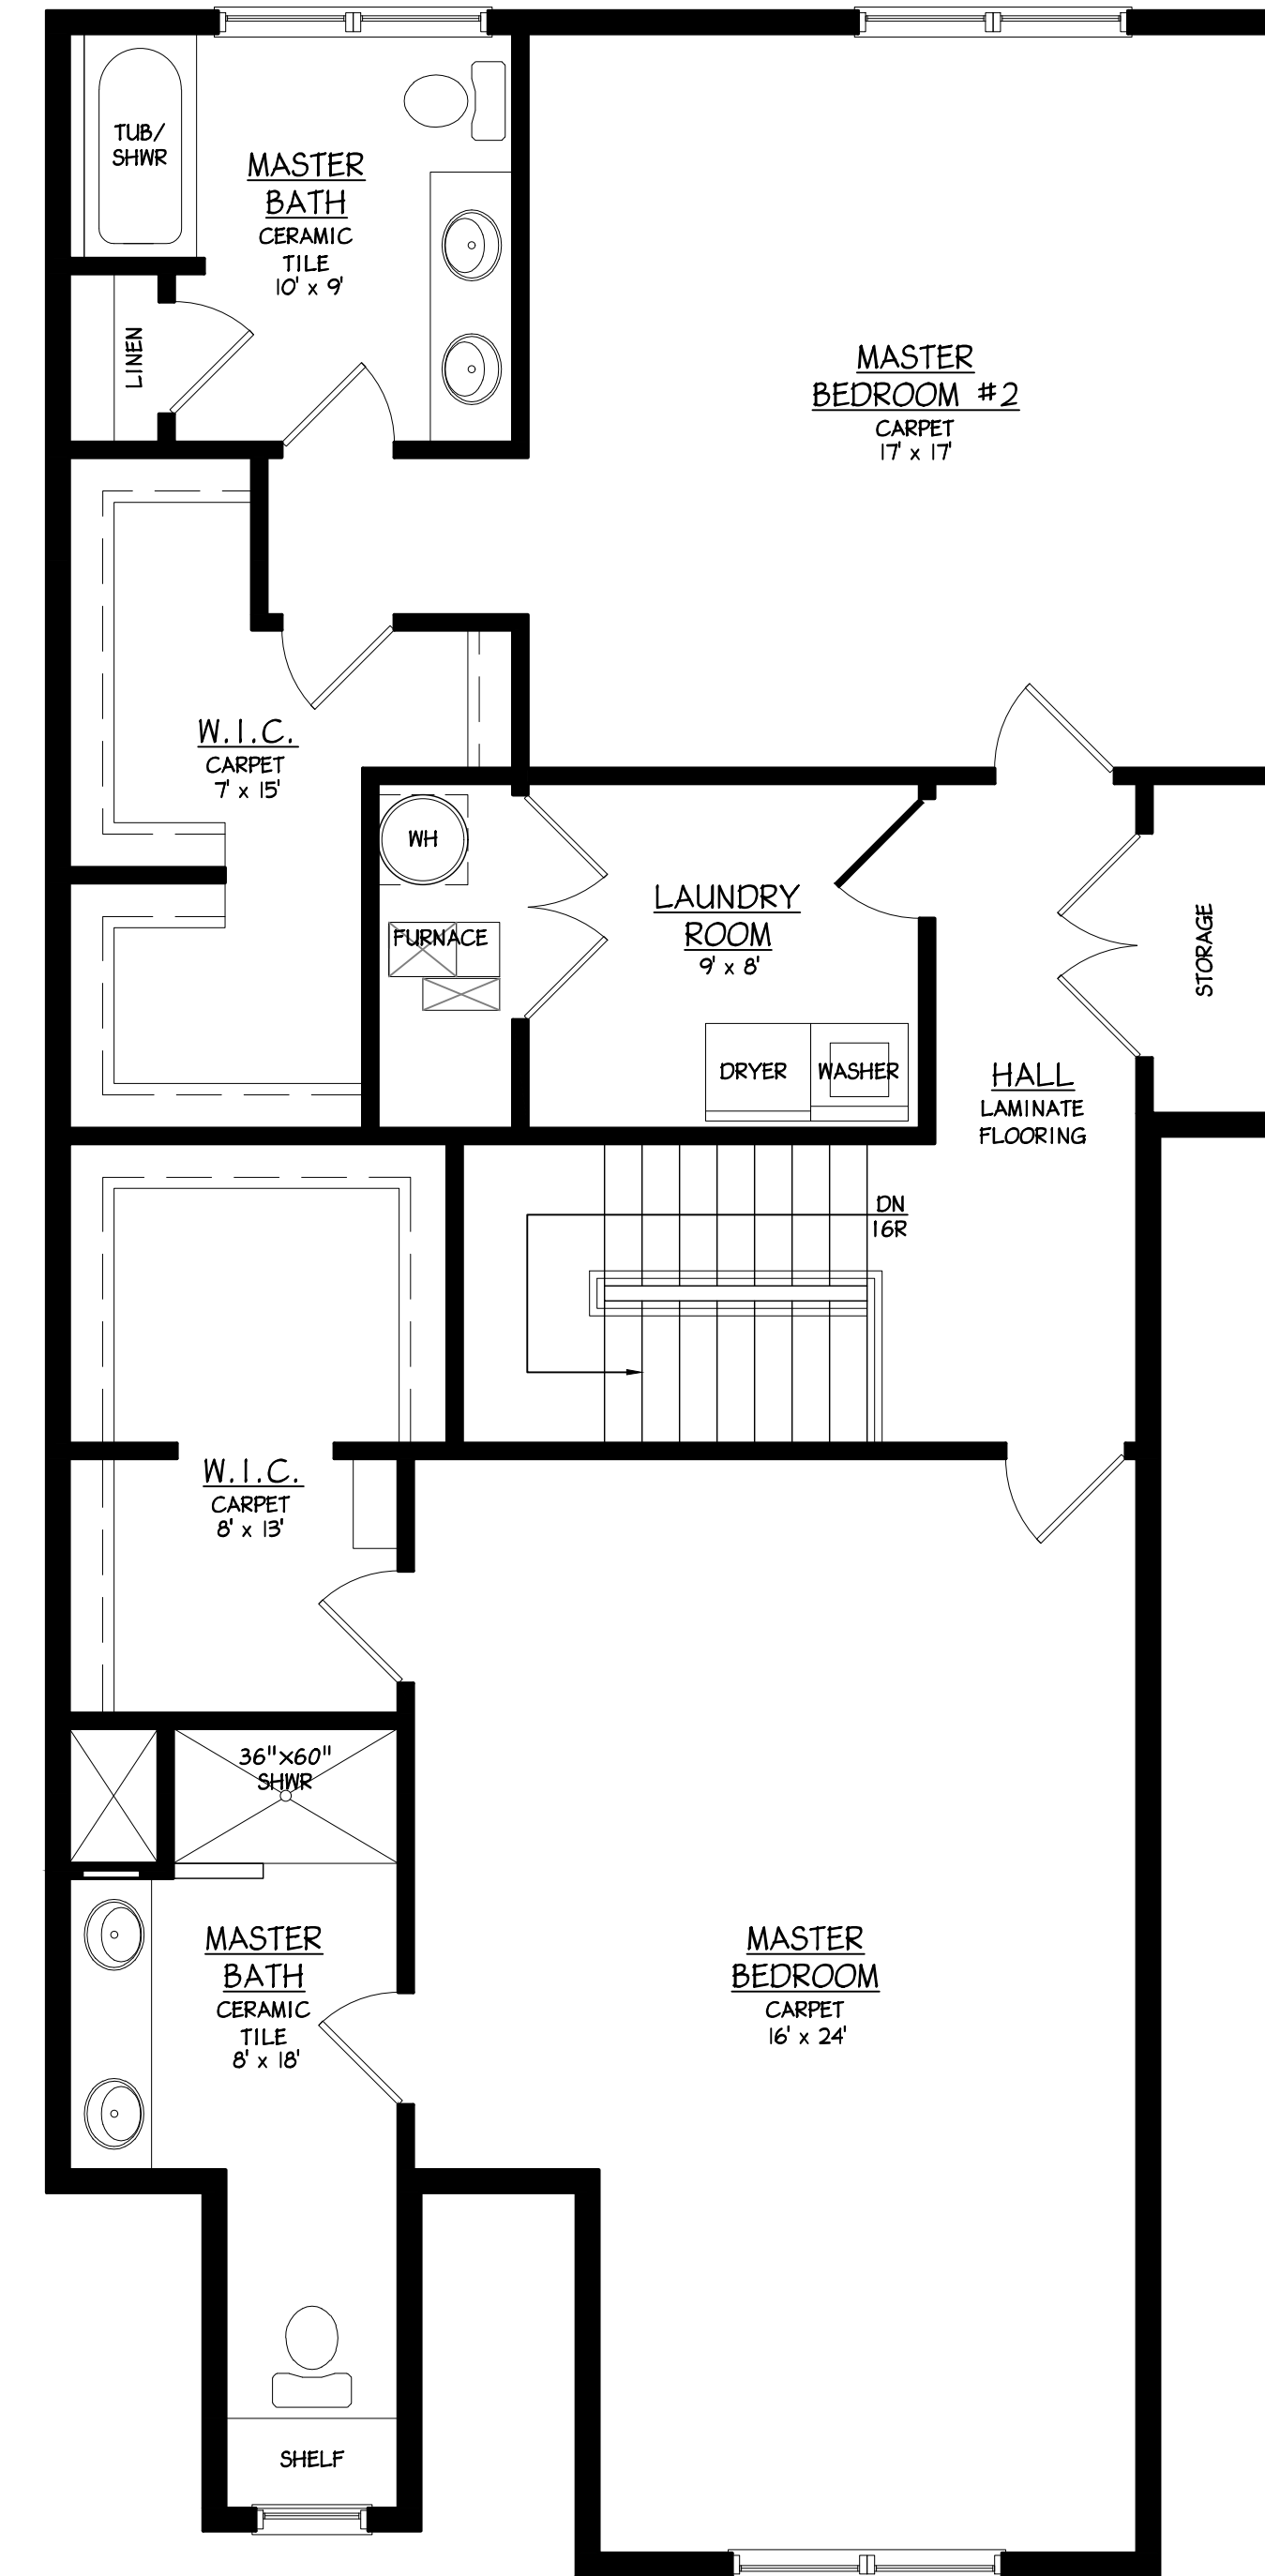 TUB/
SHWR
MASTER
BATH
CERAMIC
TILE
10' x 9'
LINEN
MASTER
BEDROOM #2
CARPET
17' x 17'
W.I.C.
CARPET
7' x 15'
WH
FURNACE
LAUNDRY
ROOM
9' x 8'
DRYER
WASHER
STORAGE
HALL
LAMINATE
FLOORING
DN
16R
W.I.C.
CARPET
8' x 13'
36"x60"
SHWR
MASTER
BATH
CERAMIC
TILE
8' x 18'
MASTER
BEDROOM
CARPET
16' x 24'
SHELF